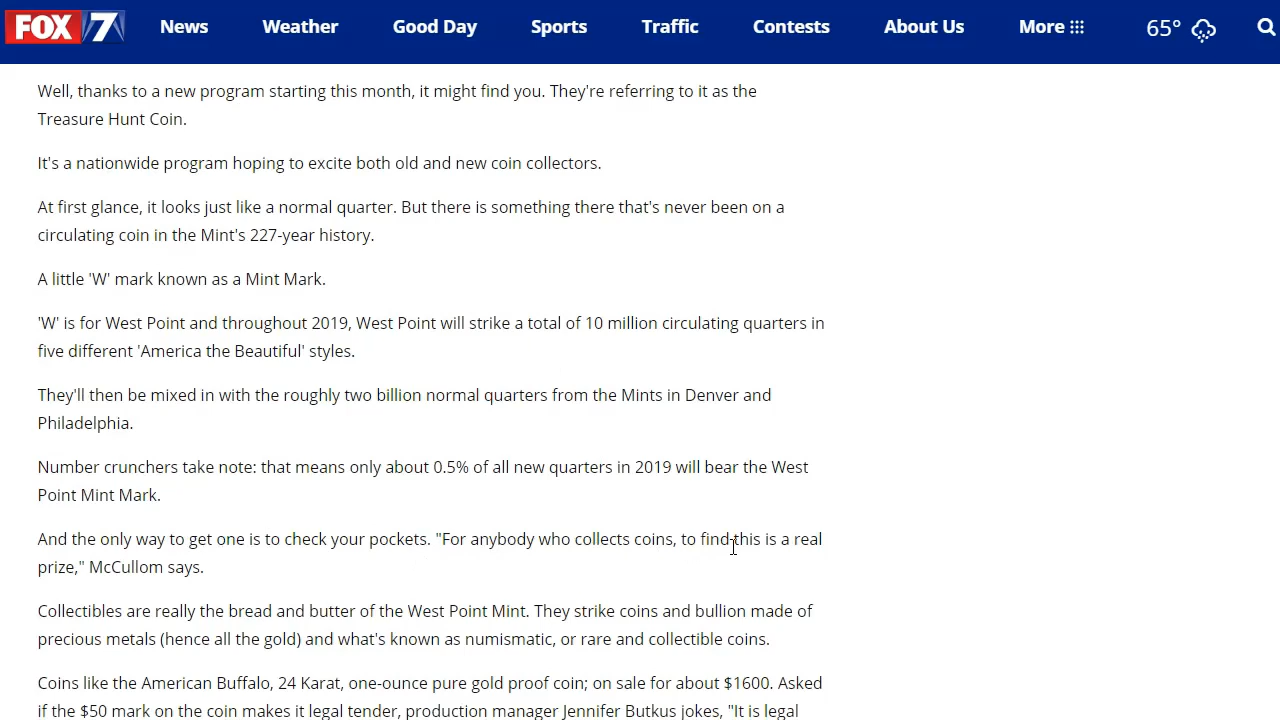 FOX 7 News Weather Good Day Sports Traffic Contests About Us More 65°
Well, thanks to a new program starting this month, it might find you. They're referring to it as the
Treasure Hunt Coin.
It's a nationwide program hoping to excite both old and new coin collectors.
At first glance, it looks just like a normal quarter. But there is something there that's never been on a
circulating coin in the Mint's 227-year history.
A little 'W' mark known as a Mint Mark.
'W' is for West Point and throughout 2019, West Point will strike a total of 10 million circulating quarters in
five different 'America the Beautiful' styles.
They'll then be mixed in with the roughly two billion normal quarters from the Mints in Denver and
Philadelphia.
Number crunchers take note: that means only about 0.5% of all new quarters in 2019 will bear the West
Point Mint Mark.
And the only way to get one is to check your pockets. "For anybody who collects coins, to find this is a real
prize," McCullom says.
Collectibles are really the bread and butter of the West Point Mint. They strike coins and bullion made of
precious metals (hence all the gold) and what's known as numismatic, or rare and collectible coins.
Coins like the American Buffalo, 24 Karat, one-ounce pure gold proof coin; on sale for about $1600. Asked
if the $50 mark on the coin makes it legal tender, production manager Jennifer Butkus jokes, "It is legal